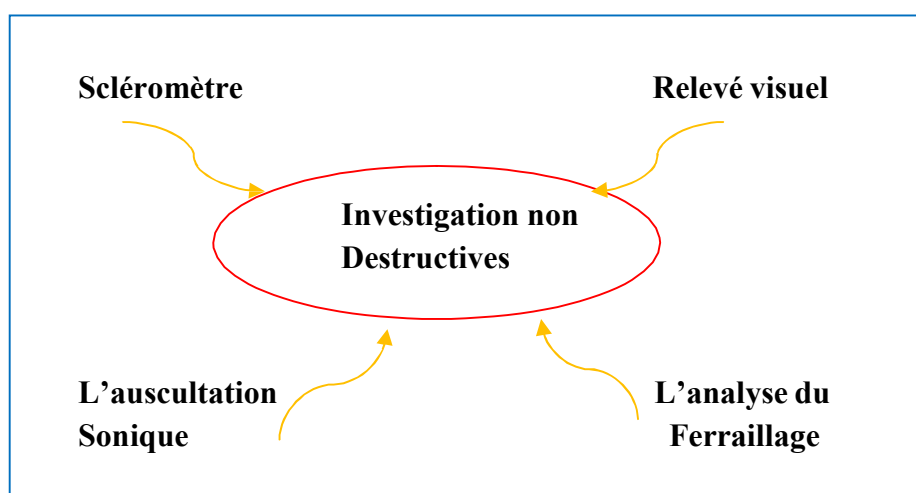 Scléromètre
Relevé visuel
Investigation non
Destructives
L’auscultation
Sonique
L’analyse du
Ferraillage